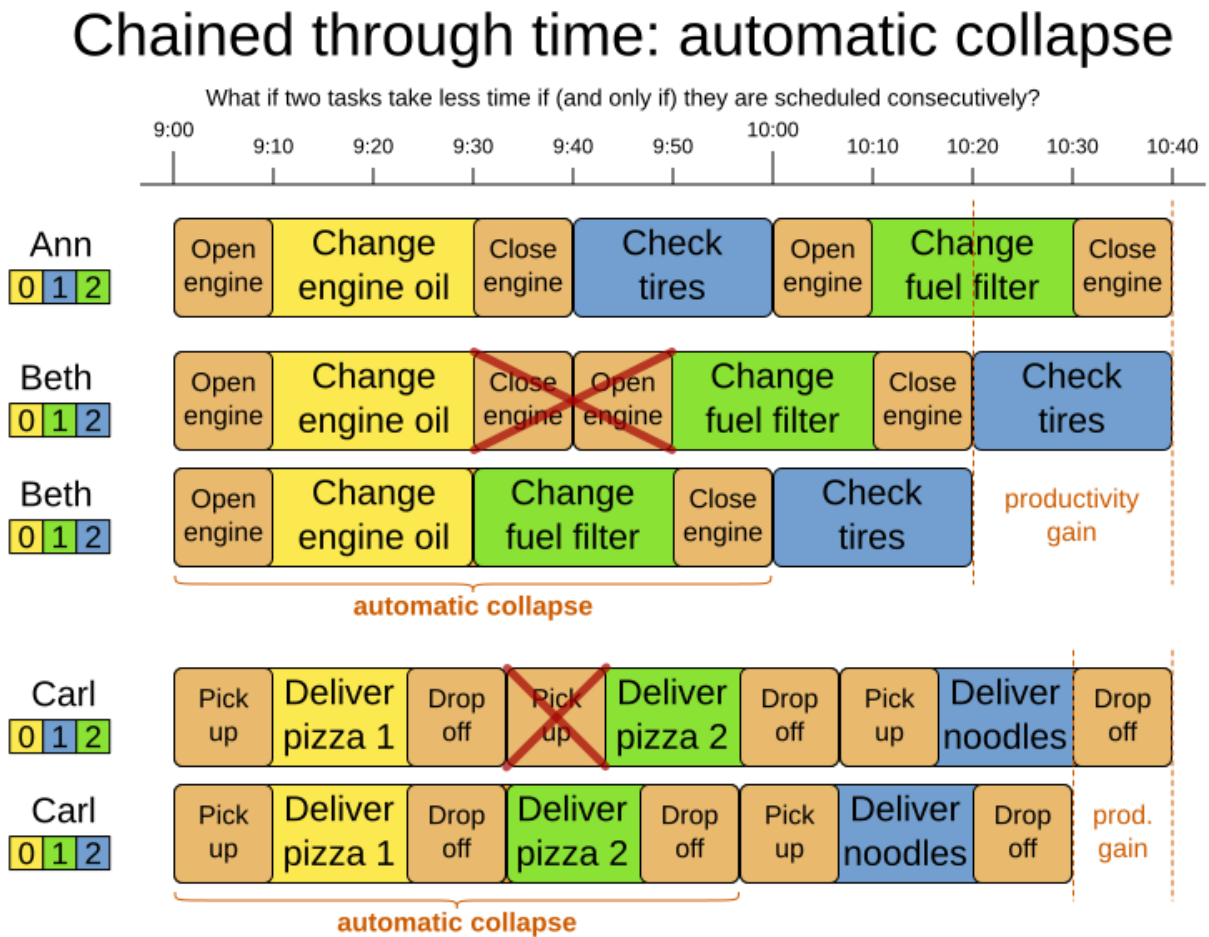 Chained through time: automatic collapse
What if two tasks take less time if (and only if) they are scheduled consecutively?
9:00 9:10 9:20 9:30 9:40 9:50 10:00 10:10 10:20 10:30 10:40
Ann
0 1 2
Open
engine
Change
engine oil
Close
engine
Check
tires
Open
engine
Change
fuel filter
Close
engine
Beth
0 1 2
Open
engine
Change
engine oil
Close
engine
Open
engine
Change
fuel filter
Close
engine
Check
tires
Beth
0 1 2
Open
engine
Change
engine oil
Change
fuel filter
Close
engine
Check
tires
productivity
gain
automatic collapse
Carl
0 1 2
Pick
up
Deliver
pizza 1
Drop
off
Pick
up
Deliver
pizza 2
Drop
off
Pick
up
Deliver
noodles
Drop
off
Carl
0 1 2
Pick
up
Deliver
pizza 1
Drop
off
Deliver
pizza 2
Drop
off
Pick
up
Deliver
noodles
Drop
off
prod.
gain
automatic collapse